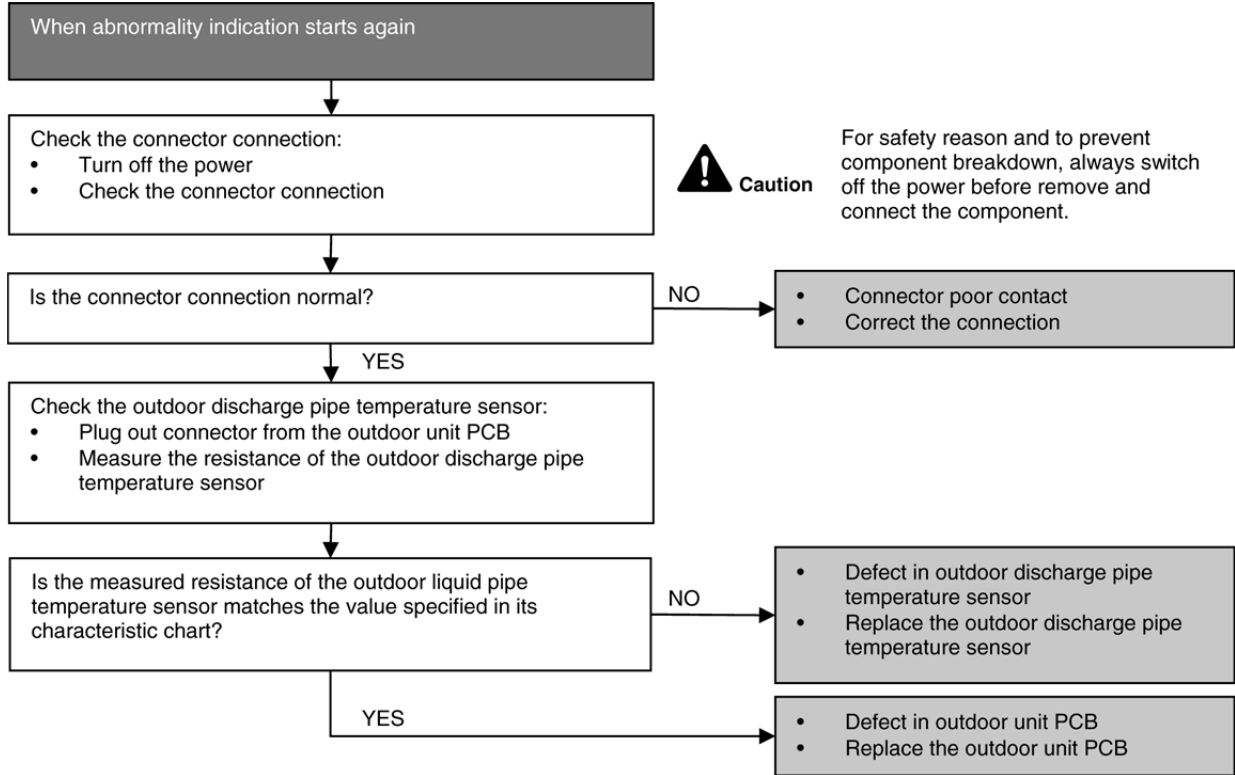 When abnormality indication starts again
Check the connector connection:
• Turn off the power
• Check the connector connection
Caution
For safety reason and to prevent
component breakdown, always switch
off the power before remove and
connect the component.
Is the connector connection normal?
NO
• Connector poor contact
• Correct the connection
YES
Check the outdoor discharge pipe temperature sensor:
• Plug out connector from the outdoor unit PCB
• Measure the resistance of the outdoor discharge pipe
temperature sensor
Is the measured resistance of the outdoor liquid pipe
temperature sensor matches the value specified in its
characteristic chart?
NO
• Defect in outdoor discharge pipe
temperature sensor
• Replace the outdoor discharge pipe
temperature sensor
YES
• Defect in outdoor unit PCB
• Replace the outdoor unit PCB